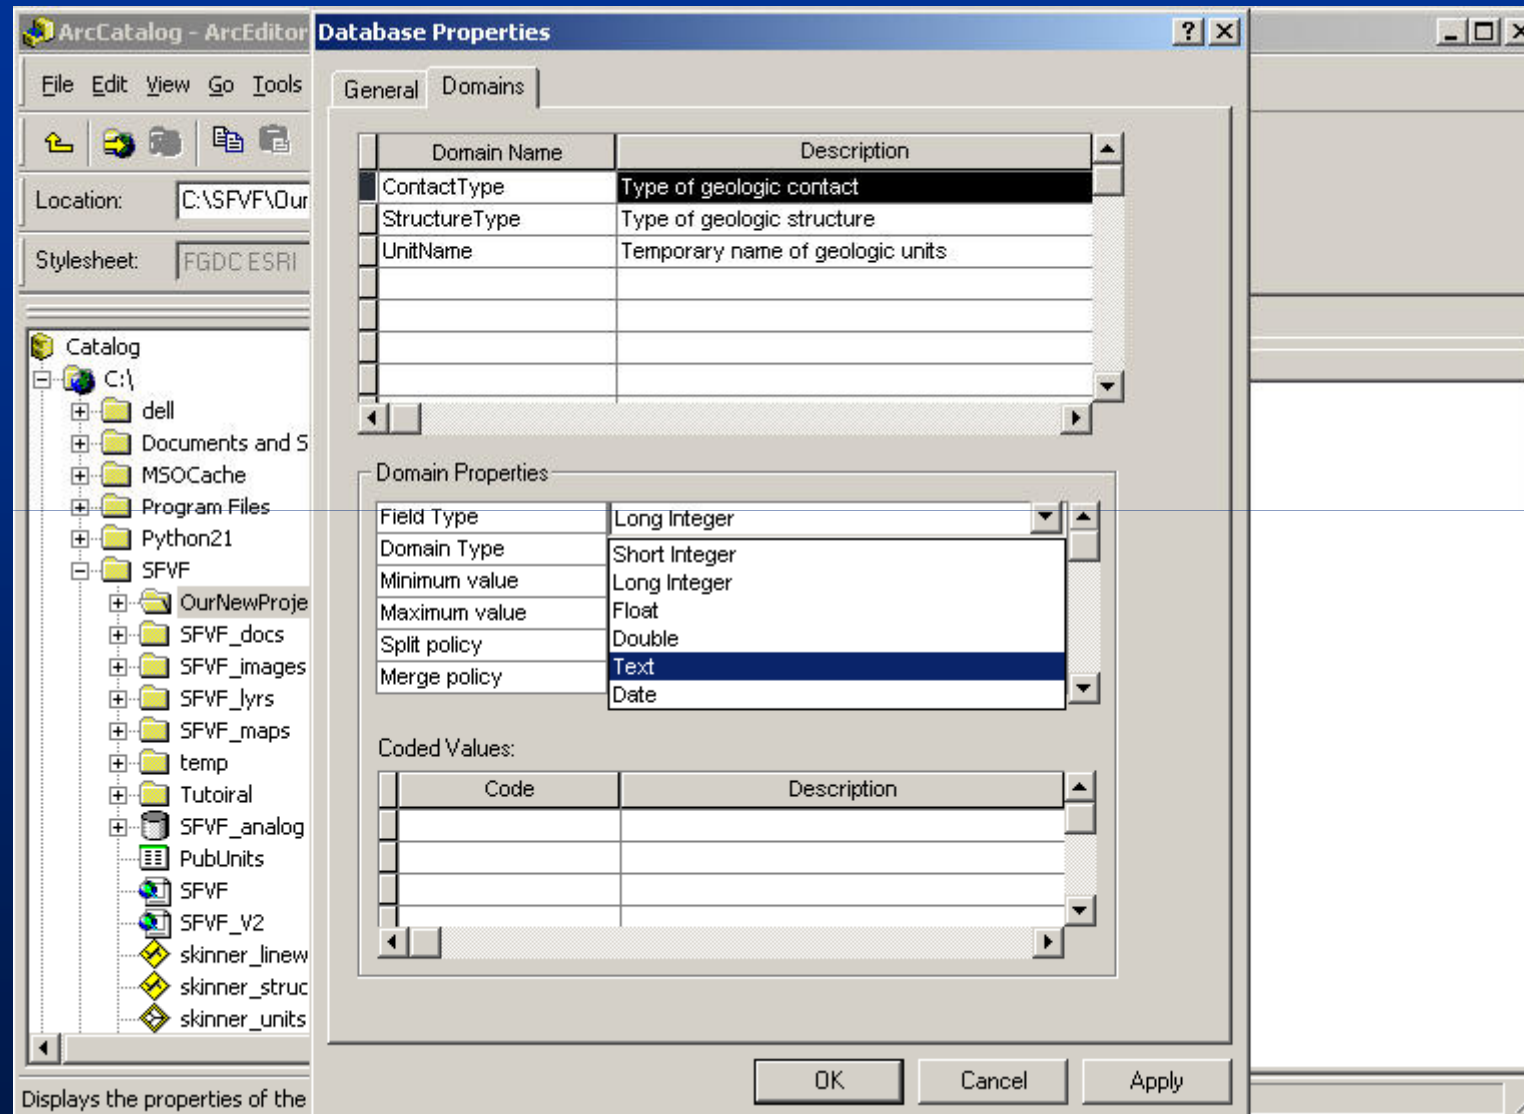 ArcCatalog - ArcEditor
Database Properties
File Edit View Go Tools
General Domains
Location: C:\SFVF\Our
Stylesheet: FGDC ESRI
Domain Name Description
ContactType Type of geologic contact
StructureType Type of geologic structure
UnitName Temporary name of geologic units
Catalog
C:\
dell
Documents and S
MSOCache
Program Files
Python21
SFVF
OurNewProje
SFVF_docs
SFVF_images
SFVF_lyrs
SFVF_maps
temp
Tutoiral
SFVF_analog
PubUnits
SFVF
SFVF_V2
skinner_linew
skinner_struc
skinner_units
Domain Properties
Field Type Long Integer
Domain Type
Minimum value
Maximum value
Split policy
Merge policy
Short Integer
Long Integer
Float
Double
Text
Date
Coded Values:
Code Description
OK Cancel Apply
Displays the properties of the